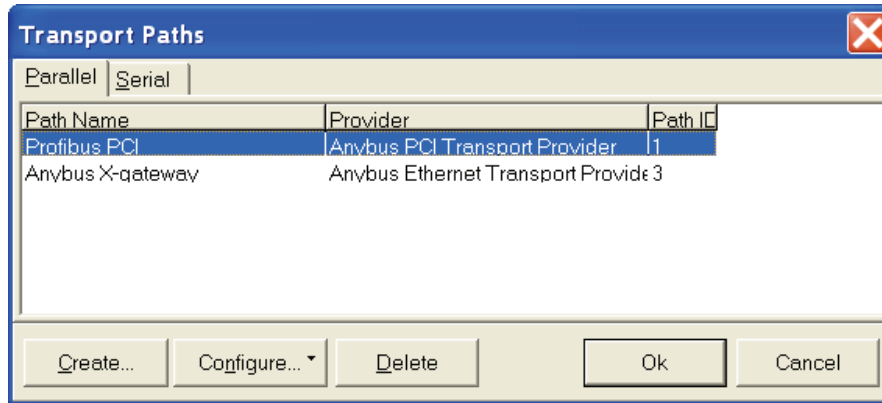 Transport Paths
Parallel Serial
Path Name Provider Path ID
Profibus PCI Anybus PCI Transport Provider 1
Anybus X-gateway Anybus Ethernet Transport Provide 3
Create... Configure... Delete Ok Cancel